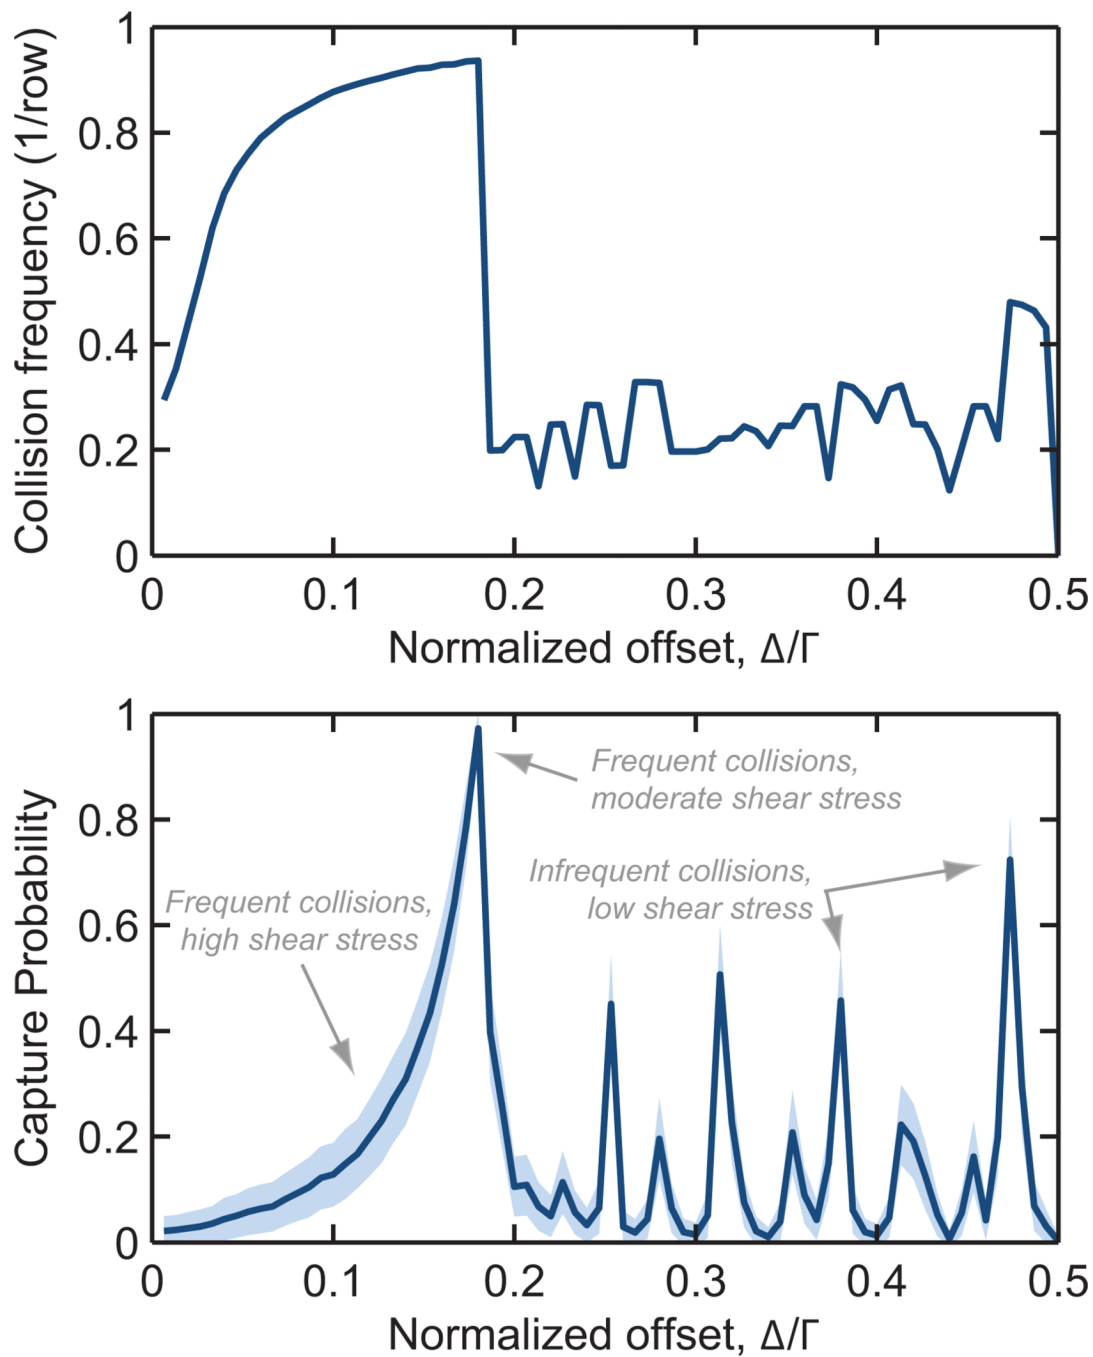 Collision frequency (1/row)
1
0.8
0.6
0.4
0.2
0
0 0.1 0.2 0.3 0.4 0.5
Normalized offset, Δ/Γ
Capture Probability
1
0.8
0.6
0.4
0.2
0
Frequent collisions,
moderate shear stress
Infrequent collisions,
low shear stress
Frequent collisions,
high shear stress
0 0.1 0.2 0.3 0.4 0.5
Normalized offset, Δ/Γ